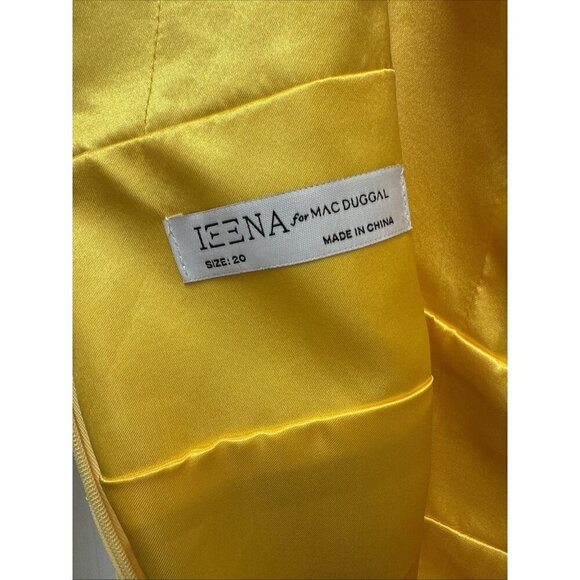 IEENA for MAC DUGGAL
SIZE: 20
MADE IN CHINA